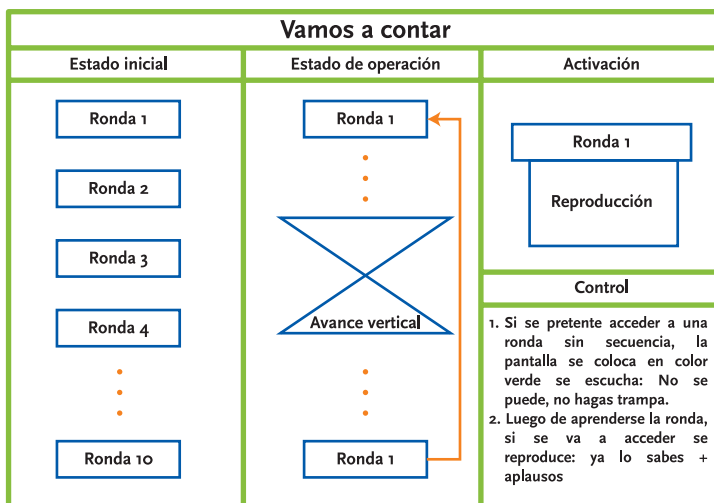 Vamos a contar
Estado inicial
Estado de operación
Activación
Ronda 1
Ronda 2
Ronda 3
Ronda 4
Ronda 10
Ronda 1
Avance vertical
Ronda 1
Ronda 1
Reproducción
Control
1. Si se pretente acceder a una
ronda sin secuencia, la
pantalla se coloca en color
verde se escucha: No se
puede, no hagas trampa.
2. Luego de aprenderse la ronda,
si se va a acceder se
reproduce: ya lo sabes +
aplausos